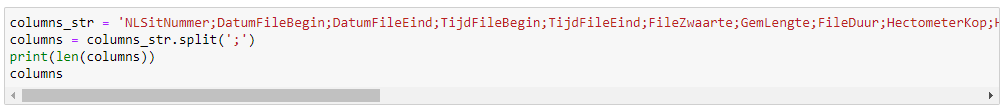 columns_str = 'NLSitNummer;DatumFileBegin;DatumFileEind;TijdFileBegin;TijdFileEind;FileZwaarte;GemLengte;FileDuur;HectometerKop;H
columns = columns_str.split(';')
print(len(columns))
columns